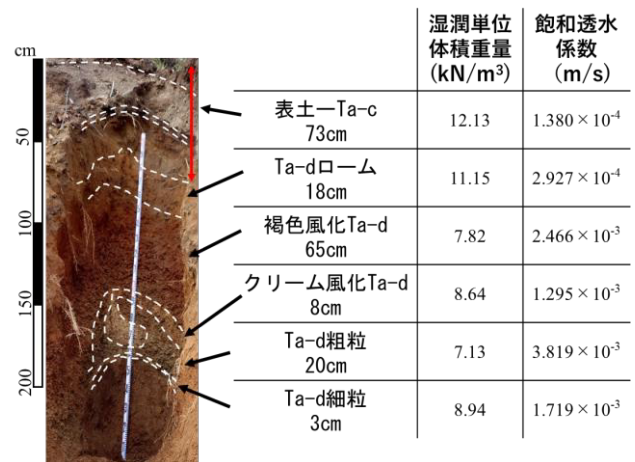 湿潤単位
体積重量
(kN/m³)
飽和透水
係数
(m/s)
cm
50
100
150
200
表土ーTa-c
73cm
12.13
1.380×10⁻⁴
Ta-dローム
18cm
11.15
2.927×10⁻⁴
褐色風化Ta-d
65cm
7.82
2.466×10⁻³
クリーム風化Ta-d
8cm
8.64
1.295×10⁻³
Ta-d粗粒
20cm
7.13
3.819×10⁻³
Ta-d細粒
3cm
8.94
1.719×10⁻³